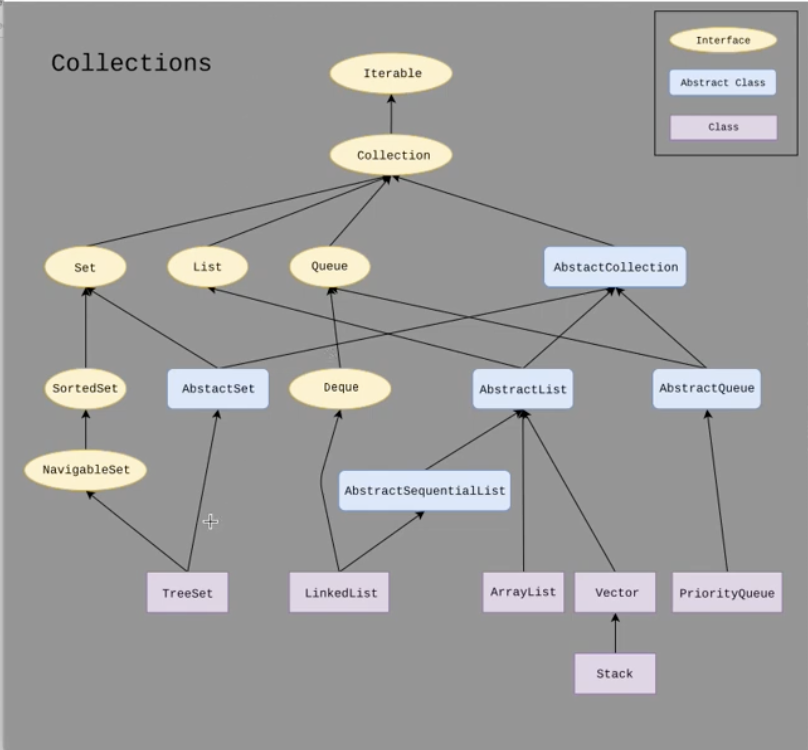 Collections
Interface
Abstract Class
Class
Iterable
Collection
Set
List
Queue
AbstactCollection
SortedSet
AbstactSet
Deque
AbstractList
AbstractQueue
NavigableSet
AbstractSequentialList
TreeSet
LinkedList
ArrayList
Vector
PriorityQueue
Stack